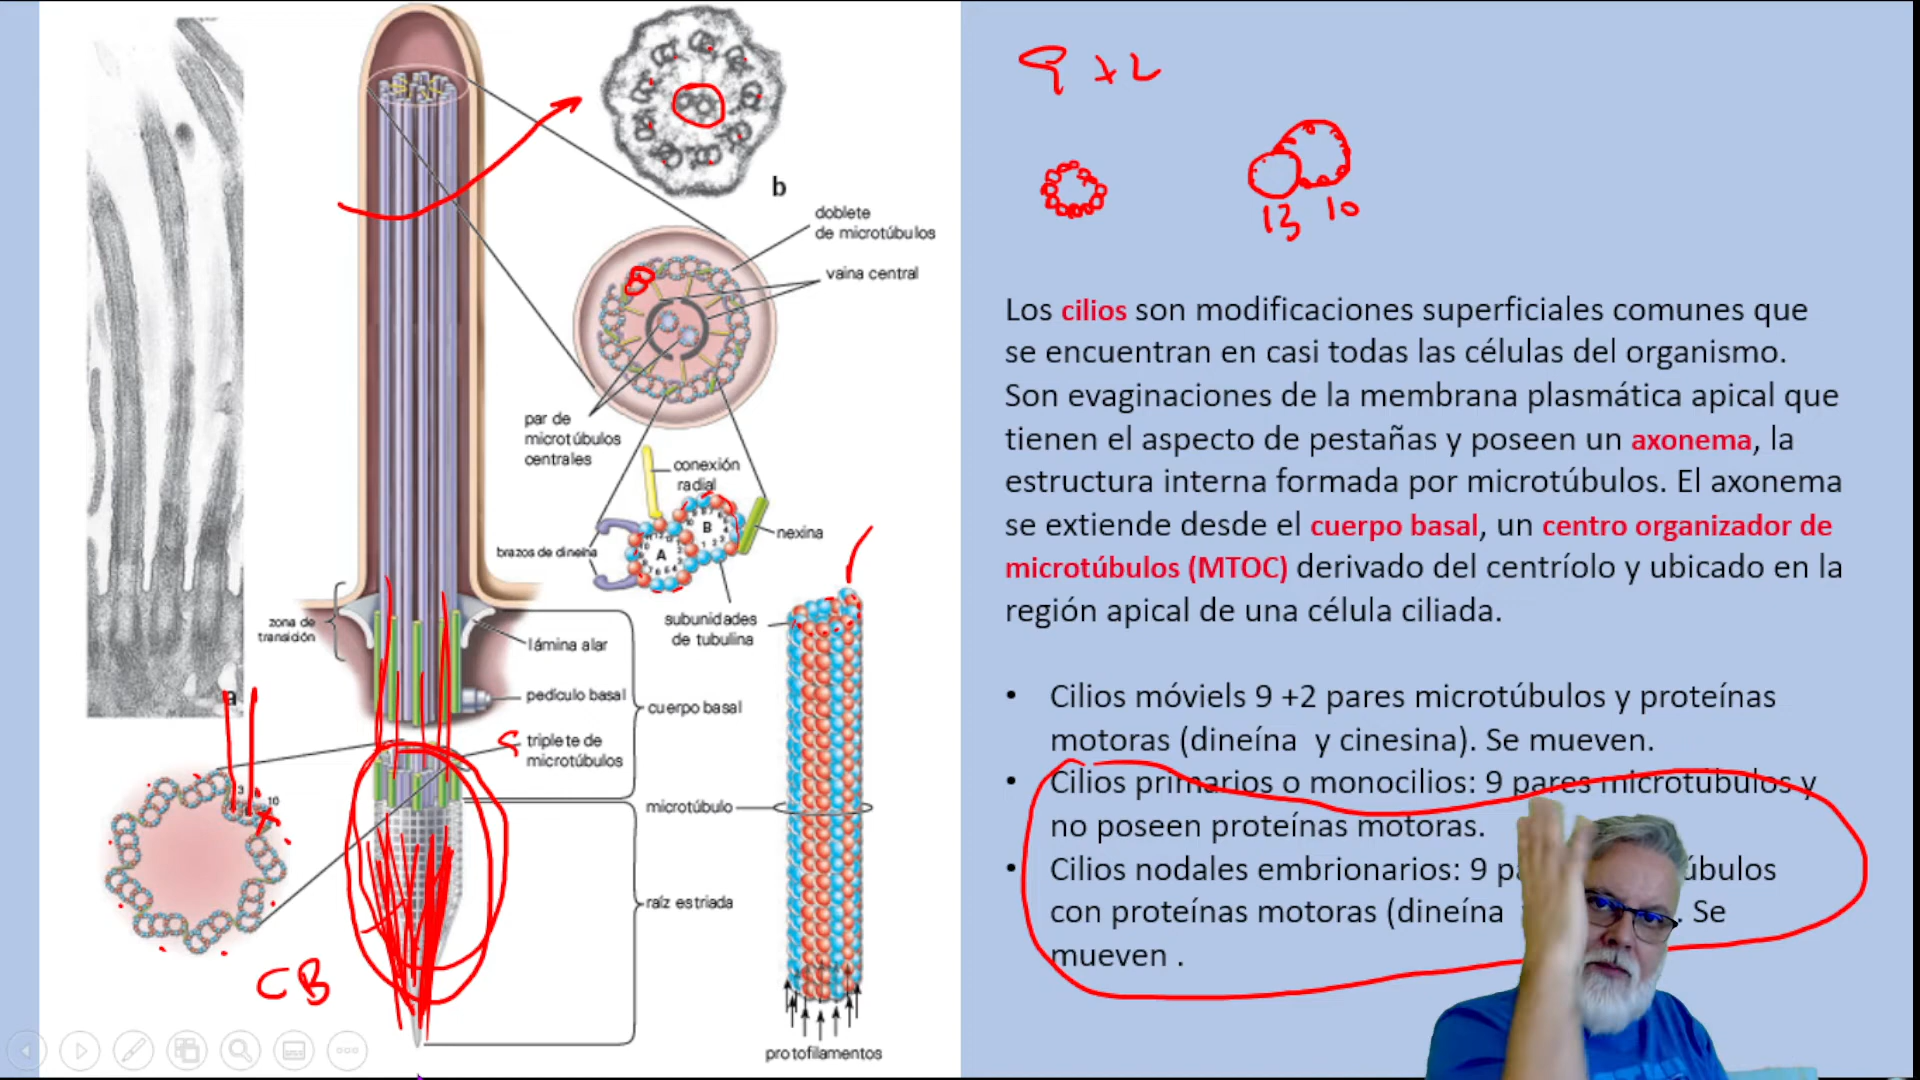 b
doblete
de microtúbulos
vaina central
par de
microtúbulos
centrales
conexión
radial
nexina
brazos de dineína
A
B
subunidades
de tubulina
zona de
transición
a
lámina alar
pedículo basal
cuerpo basal
triplete de
microtúbulos
microtúbulo
raíz estriada
protofilamentos
3
10
CB
9 + 2
13 10
Los cilios son modificaciones superficiales comunes que
se encuentran en casi todas las células del organismo.
Son evaginaciones de la membrana plasmática apical que
tienen el aspecto de pestañas y poseen un axonema, la
estructura interna formada por microtúbulos. El axonema
se extiende desde el cuerpo basal, un centro organizador de
microtúbulos (MTOC) derivado del centríolo y ubicado en la
región apical de una célula ciliada.
• Cilios móviels 9 +2 pares microtúbulos y proteínas
motoras (dineína y cinesina). Se mueven.
• Cilios primarios o monocilios: 9 pares microtúbulos y
no poseen proteínas motoras.
• Cilios nodales embrionarios: 9
con proteínas motoras (dineína . Se
mueven .